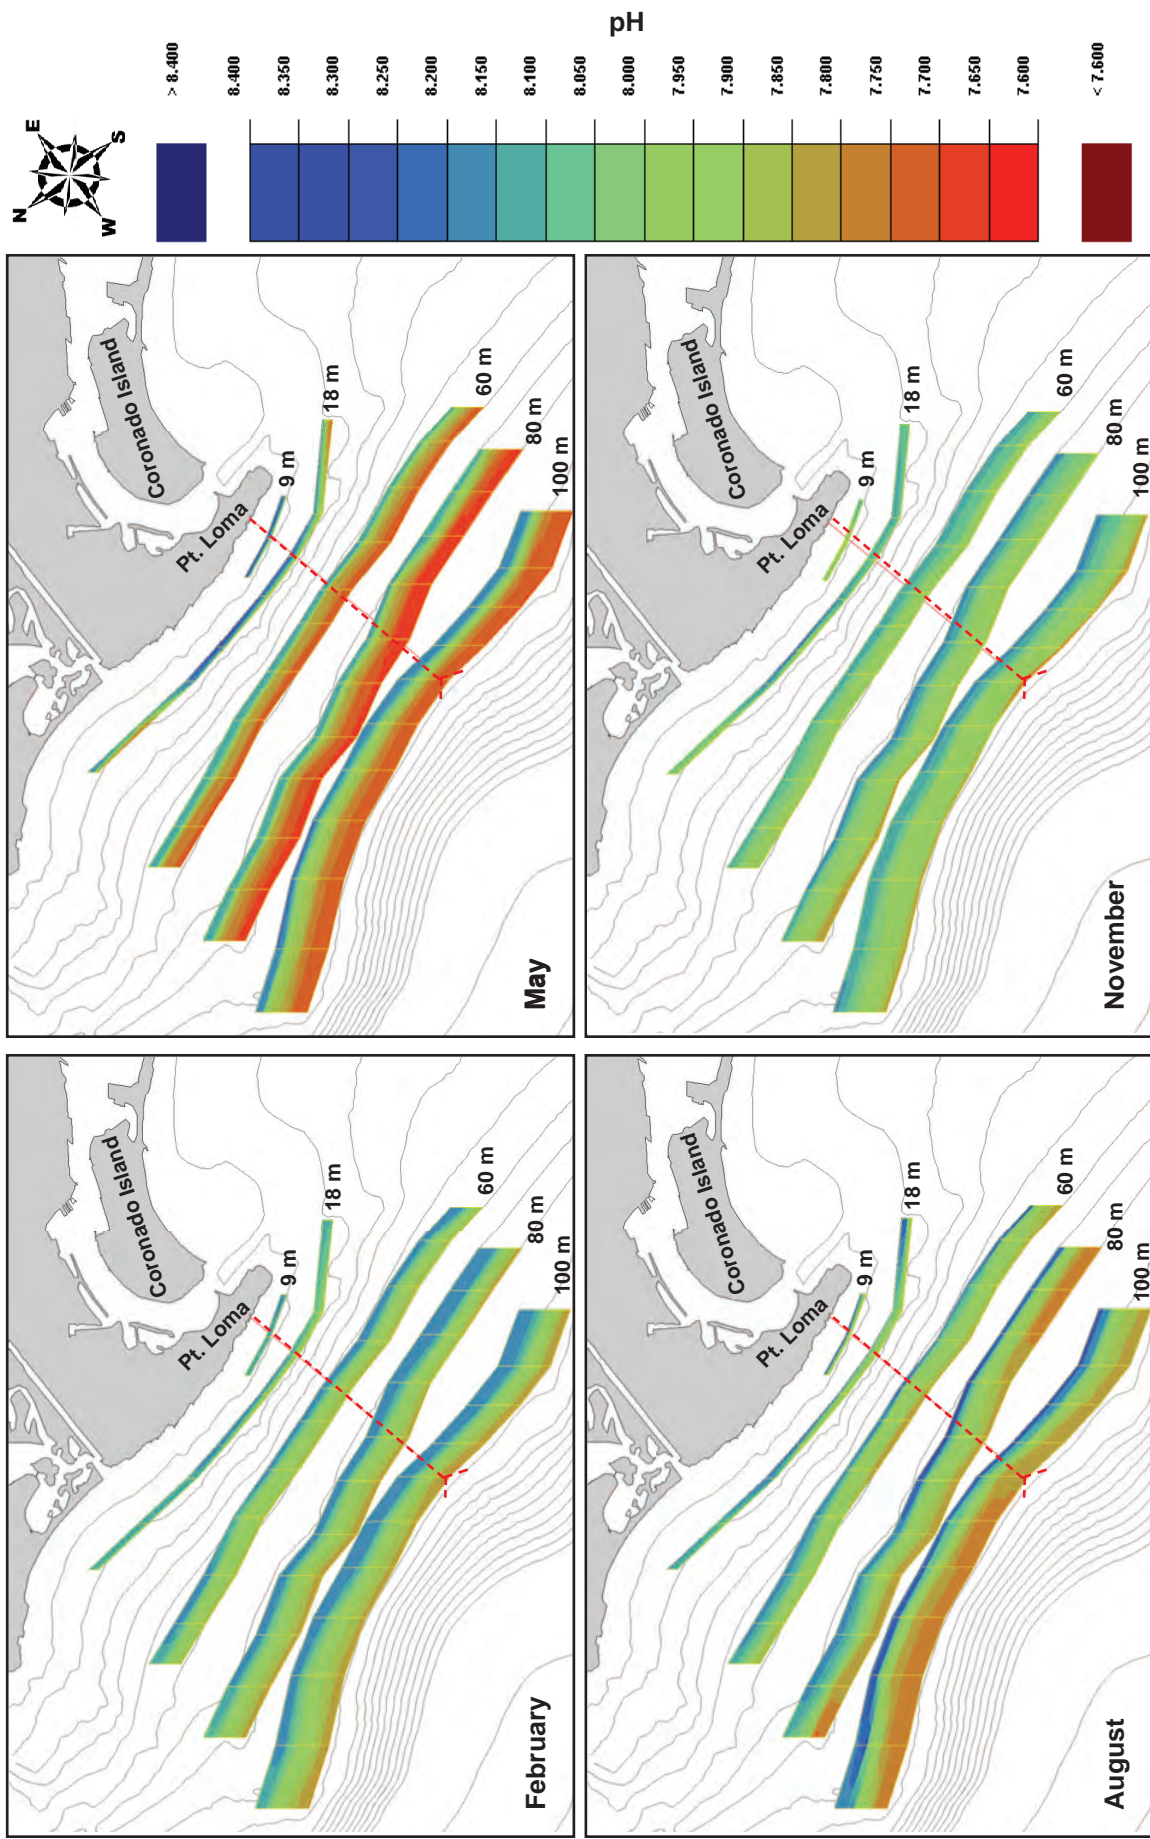 N
E
W
S
pH
> 8.400
8.400
8.350
8.300
8.250
8.200
8.150
8.100
8.050
8.000
7.950
7.900
7.850
7.800
7.750
7.700
7.650
7.600
< 7.600
Coronado Island
Pt. Loma
9 m
18 m
60 m
80 m
100 m
February
Coronado Island
Pt. Loma
9 m
18 m
60 m
80 m
100 m
May
Coronado Island
Pt. Loma
9 m
18 m
60 m
80 m
100 m
August
Coronado Island
Pt. Loma
9 m
18 m
60 m
80 m
100 m
November